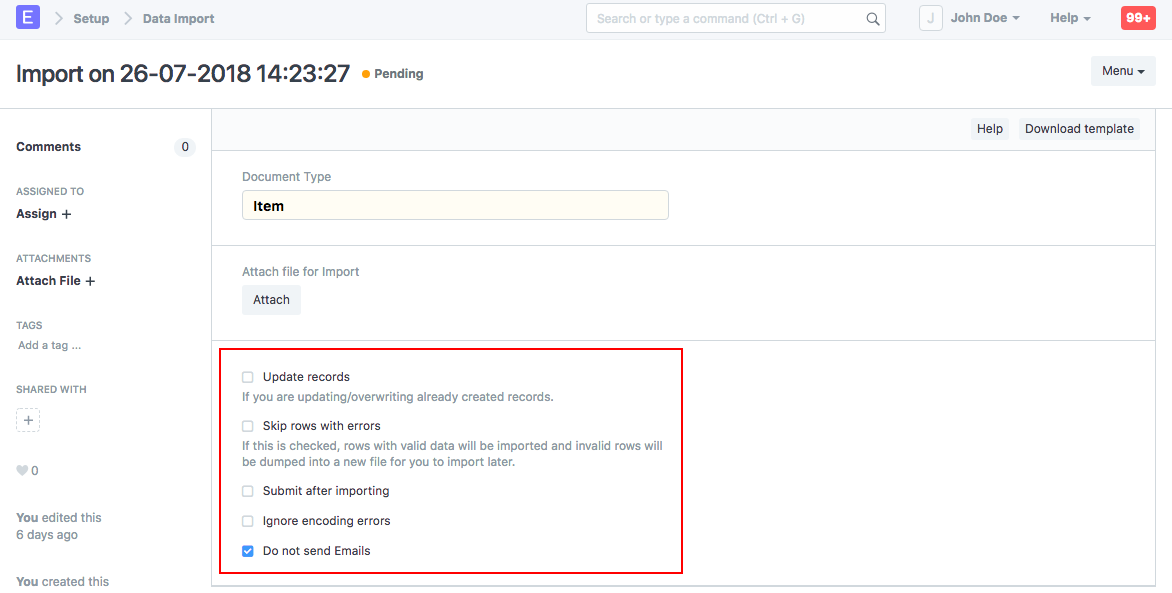 E
Setup
Data Import
Search or type a command (Ctrl + G)
J
John Doe
Help
99+
Import on 26-07-2018 14:23:27
Pending
Menu
Comments
0
ASSIGNED TO
Assign +
ATTACHMENTS
Attach File +
TAGS
Add a tag ...
SHARED WITH
+
0
You edited this
6 days ago
You created this
Help
Download template
Document Type
Item
Attach file for Import
Attach
Update records
If you are updating/overwriting already created records.
Skip rows with errors
If this is checked, rows with valid data will be imported and invalid rows will
be dumped into a new file for you to import later.
Submit after importing
Ignore encoding errors
Do not send Emails